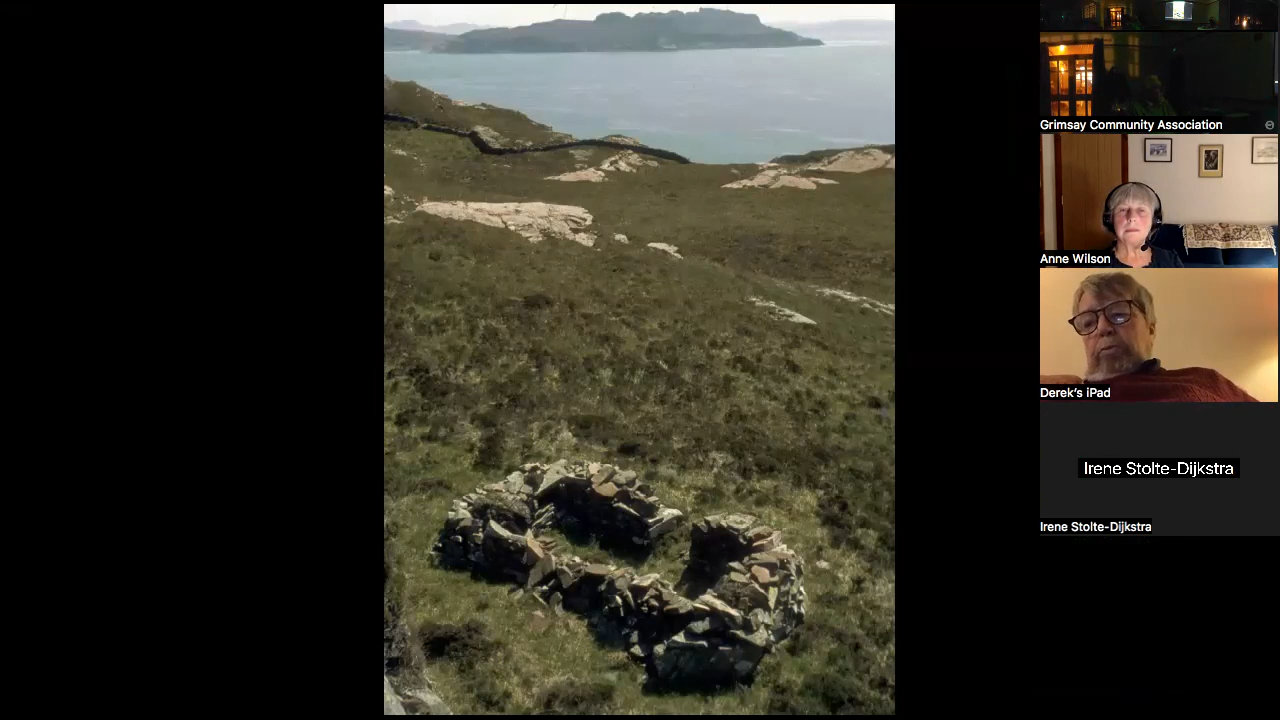 Grimsay Community Association
Anne Wilson
Derek's iPad
Irene Stolte-Dijkstra
Irene Stolte-Dijkstra